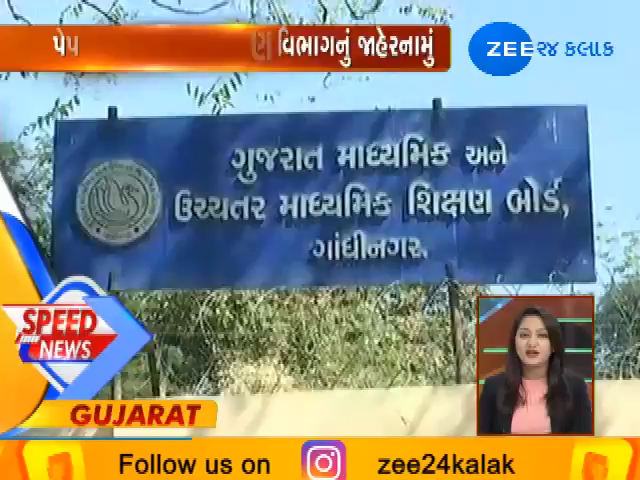 વિભાગનું જાહેરનામું
ZEE ૨૪ કલાક
ગુજરાત માધ્યમિક અને
ઉચ્ચતર માધ્યમિક શિક્ષણ બોર્ડ,
ગાંધીનગર.
SPEED
NEWS
GUJARAT
Follow us on zee24kalak